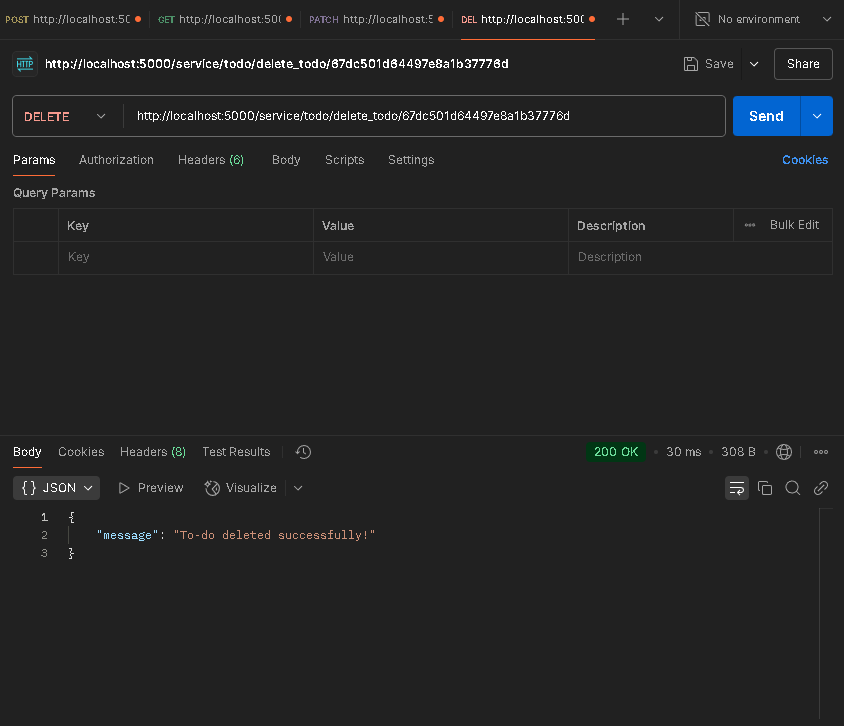 POST http://localhost:50 GET http://localhost:50 PATCH http://localhost:5 DEL http://localhost:500 No environment
HTTP http://localhost:5000/service/todo/delete_todo/67dc501d64497e8a1b37776d Save Share
DELETE http://localhost:5000/service/todo/delete_todo/67dc501d64497e8a1b37776d Send
Params Authorization Headers (6) Body Scripts Settings Cookies
Query Params
Key Value Description Bulk Edit
Key Value Description
Body Cookies Headers (8) Test Results 200 OK 30 ms 308 B
{} JSON Preview Visualize
1 {
2 "message": "To-do deleted successfully!"
3 }